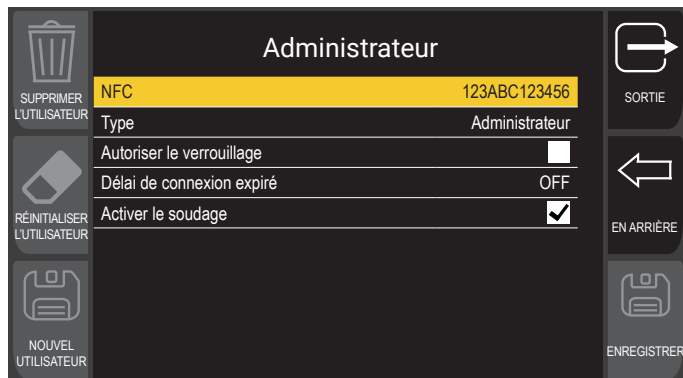 Administrateur
SUPPRIMER
L'UTILISATEUR
NFC 123ABC123456
SORTIE
Type Administrateur
Autoriser le verrouillage
Délai de connexion expiré OFF
Activer le soudage
RÉINITIALISER
L'UTILISATEUR
EN ARRIÈRE
NOUVEL
UTILISATEUR
ENREGISTRER